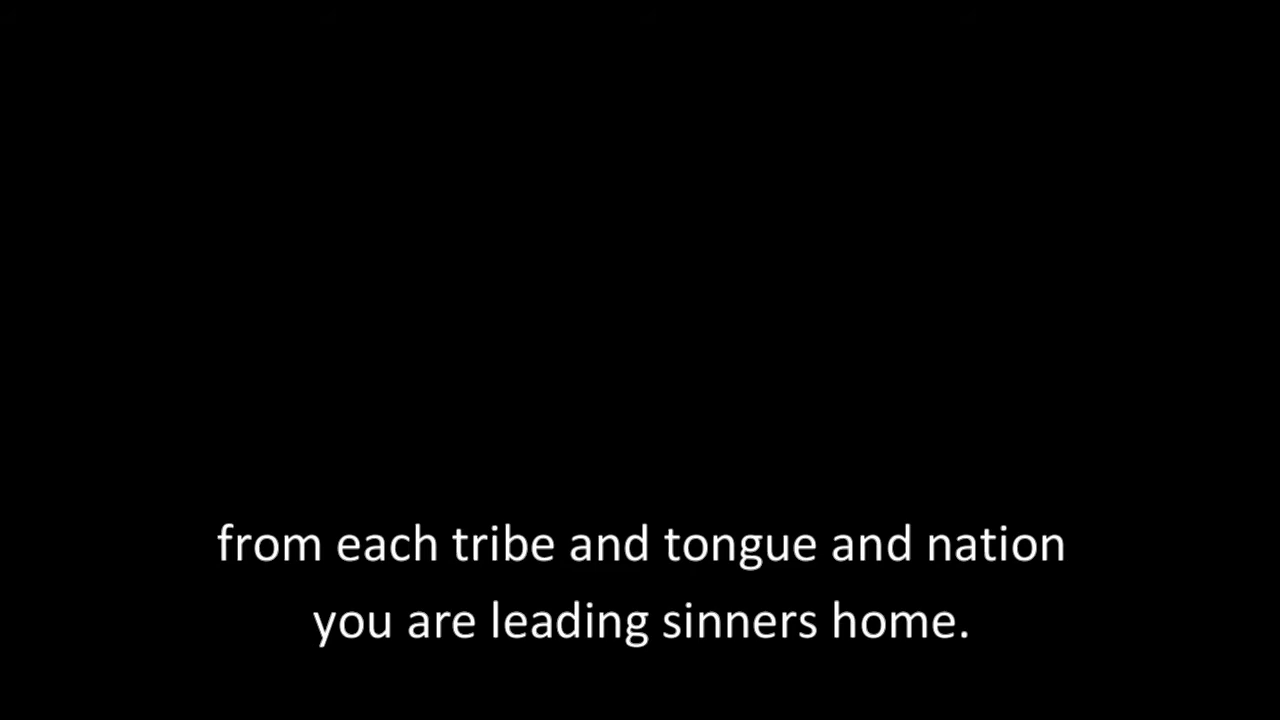 from each tribe and tongue and nation
you are leading sinners home.